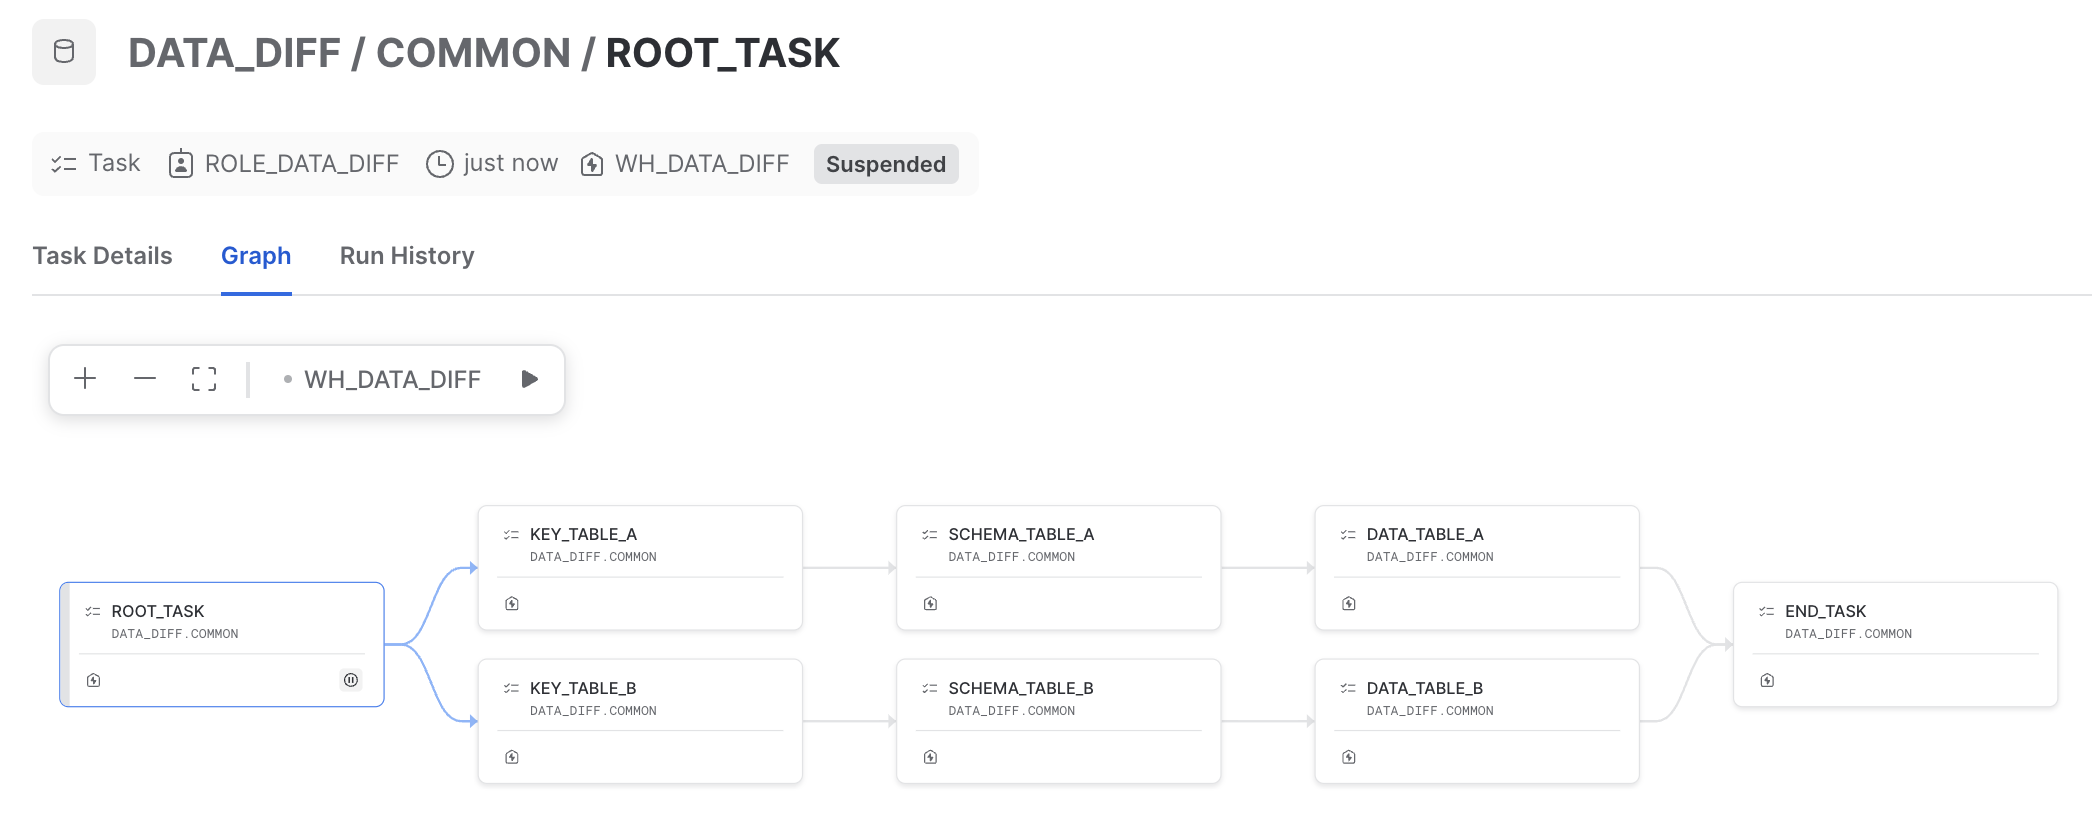 DATA_DIFF / COMMON / ROOT_TASK
Task ROLE_DATA_DIFF just now WH_DATA_DIFF Suspended
Task Details Graph Run History
WH_DATA_DIFF
KEY_TABLE_A
DATA_DIFF.COMMON
SCHEMA_TABLE_A
DATA_DIFF.COMMON
DATA_TABLE_A
DATA_DIFF.COMMON
ROOT_TASK
DATA_DIFF.COMMON
END_TASK
DATA_DIFF.COMMON
KEY_TABLE_B
DATA_DIFF.COMMON
SCHEMA_TABLE_B
DATA_DIFF.COMMON
DATA_TABLE_B
DATA_DIFF.COMMON